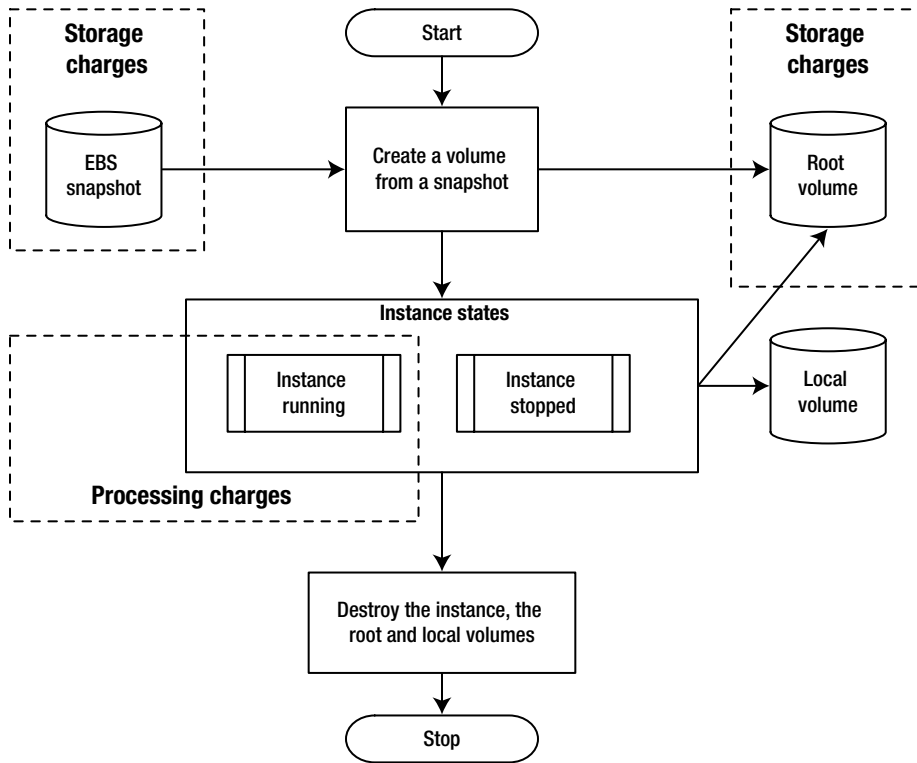 Storage
charges
Start
Storage
charges
EBS
snapshot
Create a volume
from a snapshot
Root
volume
Instance states
Instance
running
Instance
stopped
Local
volume
Processing charges
Destroy the instance, the
root and local volumes
Stop